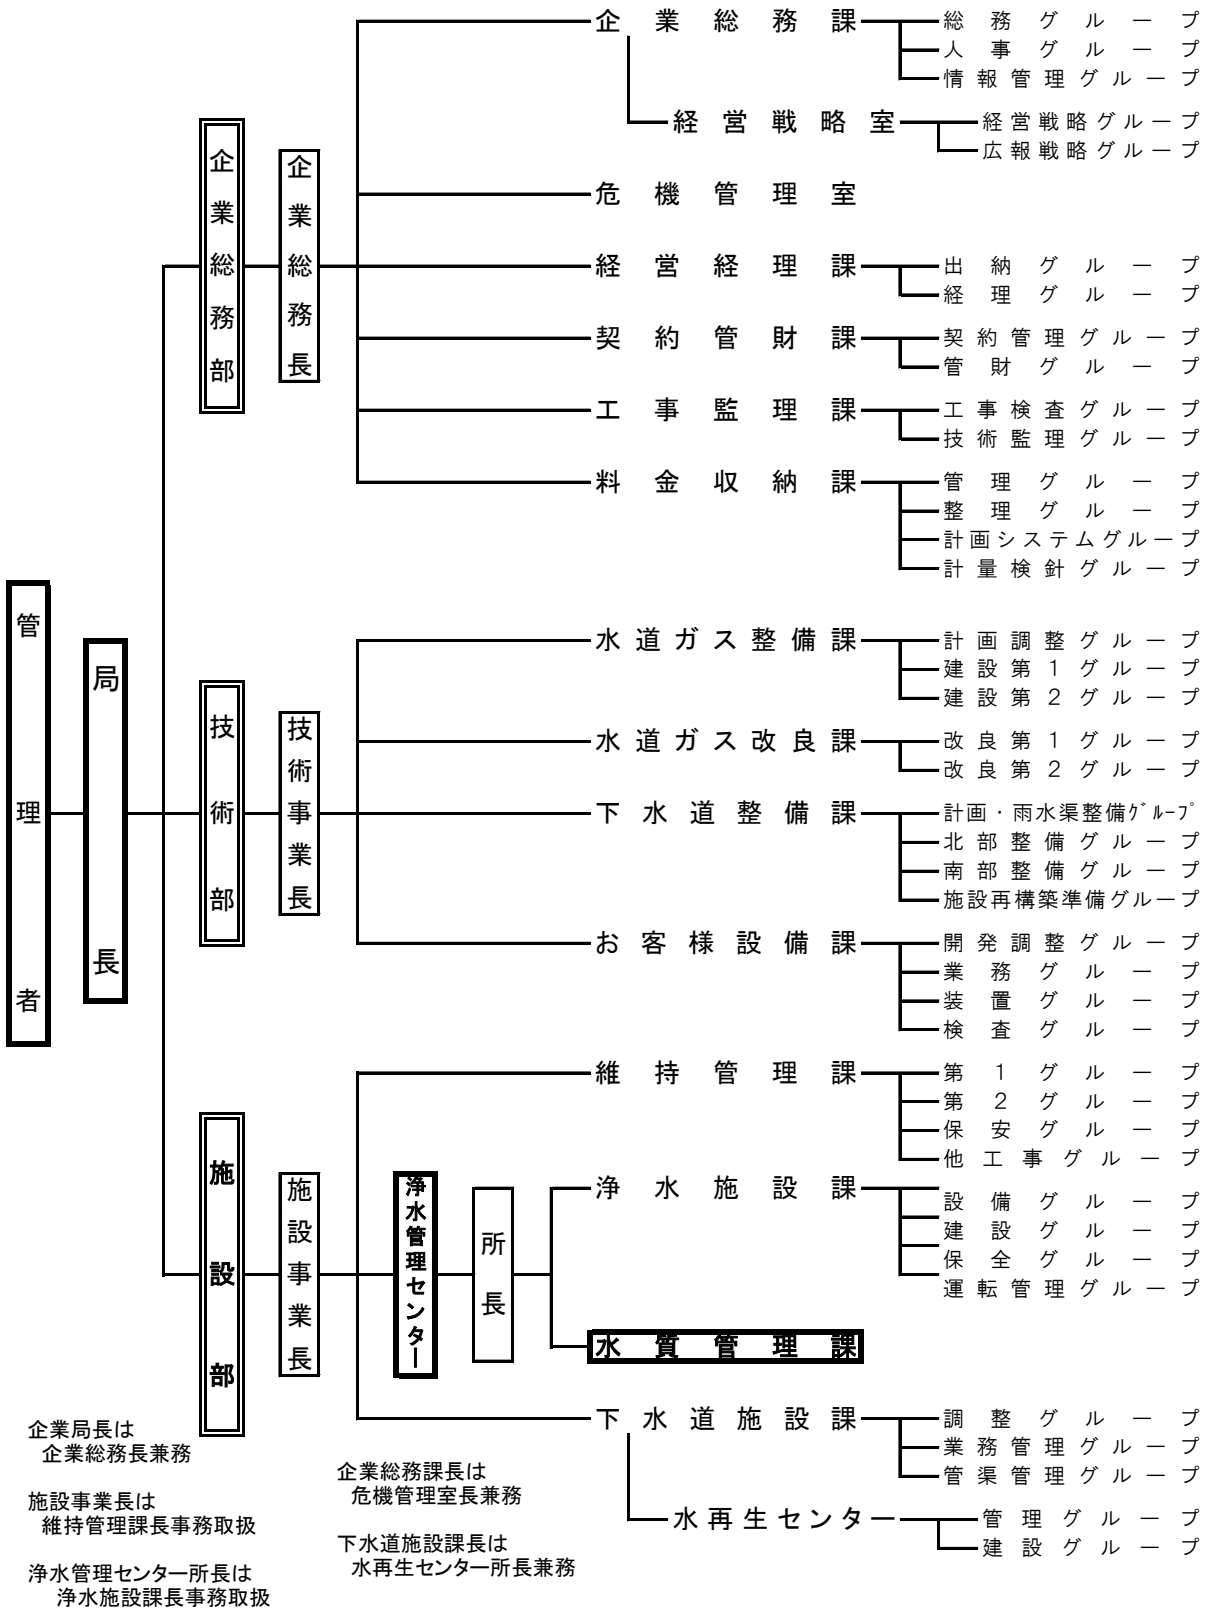 管理者
局長
企業総務部
企業総務長
企業総務課
総務グループ
人事グループ
情報管理グループ
経営戦略室
経営戦略グループ
広報戦略グループ
危機管理室
経営経理課
出納グループ
経理グループ
契約管財課
契約管理グループ
管財グループ
工事監理課
工事検査グループ
技術監理グループ
料金収納課
管理グループ
整理グループ
計画システムグループ
計量検針グループ
技術部
技術事業長
水道ガス整備課
計画調整グループ
建設第1グループ
建設第2グループ
水道ガス改良課
改良第1グループ
改良第2グループ
下水道整備課
計画・雨水渠整備ｸﾞﾙｰﾌﾟ
北部整備グループ
南部整備グループ
施設再構築準備グループ
お客様設備課
開発調整グループ
業務グループ
装置グループ
検査グループ
施設部
施設事業長
維持管理課
第1グループ
第2グループ
保安グループ
他工事グループ
浄水管理センター
所長
浄水施設課
設備グループ
建設グループ
保全グループ
運転管理グループ
水質管理課
下水道施設課
調整グループ
業務管理グループ
管渠管理グループ
水再生センター
管理グループ
建設グループ
企業局長は
企業総務長兼務
施設事業長は
維持管理課長事務取扱
浄水管理センター所長は
浄水施設課長事務取扱
企業総務課長は
危機管理室長兼務
下水道施設課長は
水再生センター所長兼務